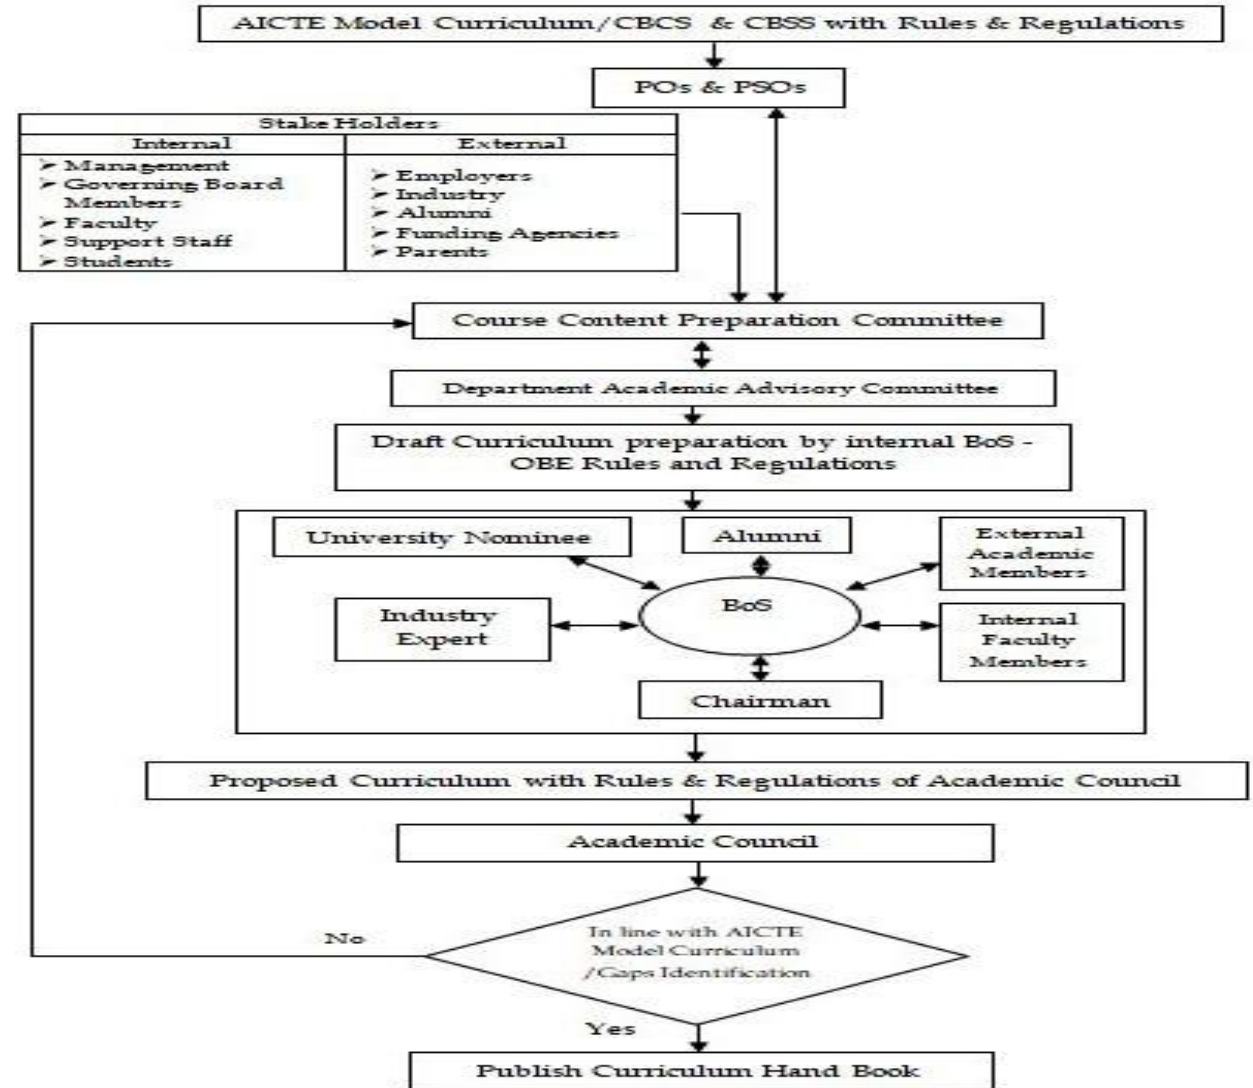 AICTE Model Curriculum/CBCS & CBSS with Rules & Regulations
POs & PSOs
Stake Holders
Internal
➤ Management
➤ Governing Board
Members
➤ Faculty
➤ Support Staff
➤ Students
External
➤ Employers
➤ Industry
➤ Alumni
➤ Funding Agencies
➤ Parents
Course Content Preparation Committee
Department Academic Advisory Committee
Draft Curriculum preparation by internal BoS -
OBE Rules and Regulations
University Nominee
Alumni
External
Academic
Members
BoS
Industry
Expert
Internal
Faculty
Members
Chairman
Proposed Curriculum with Rules & Regulations of Academic Council
Academic Council
In line with AICTE
Model Curriculum
/Gaps Identification
No
Yes
Publish Curriculum Hand Book